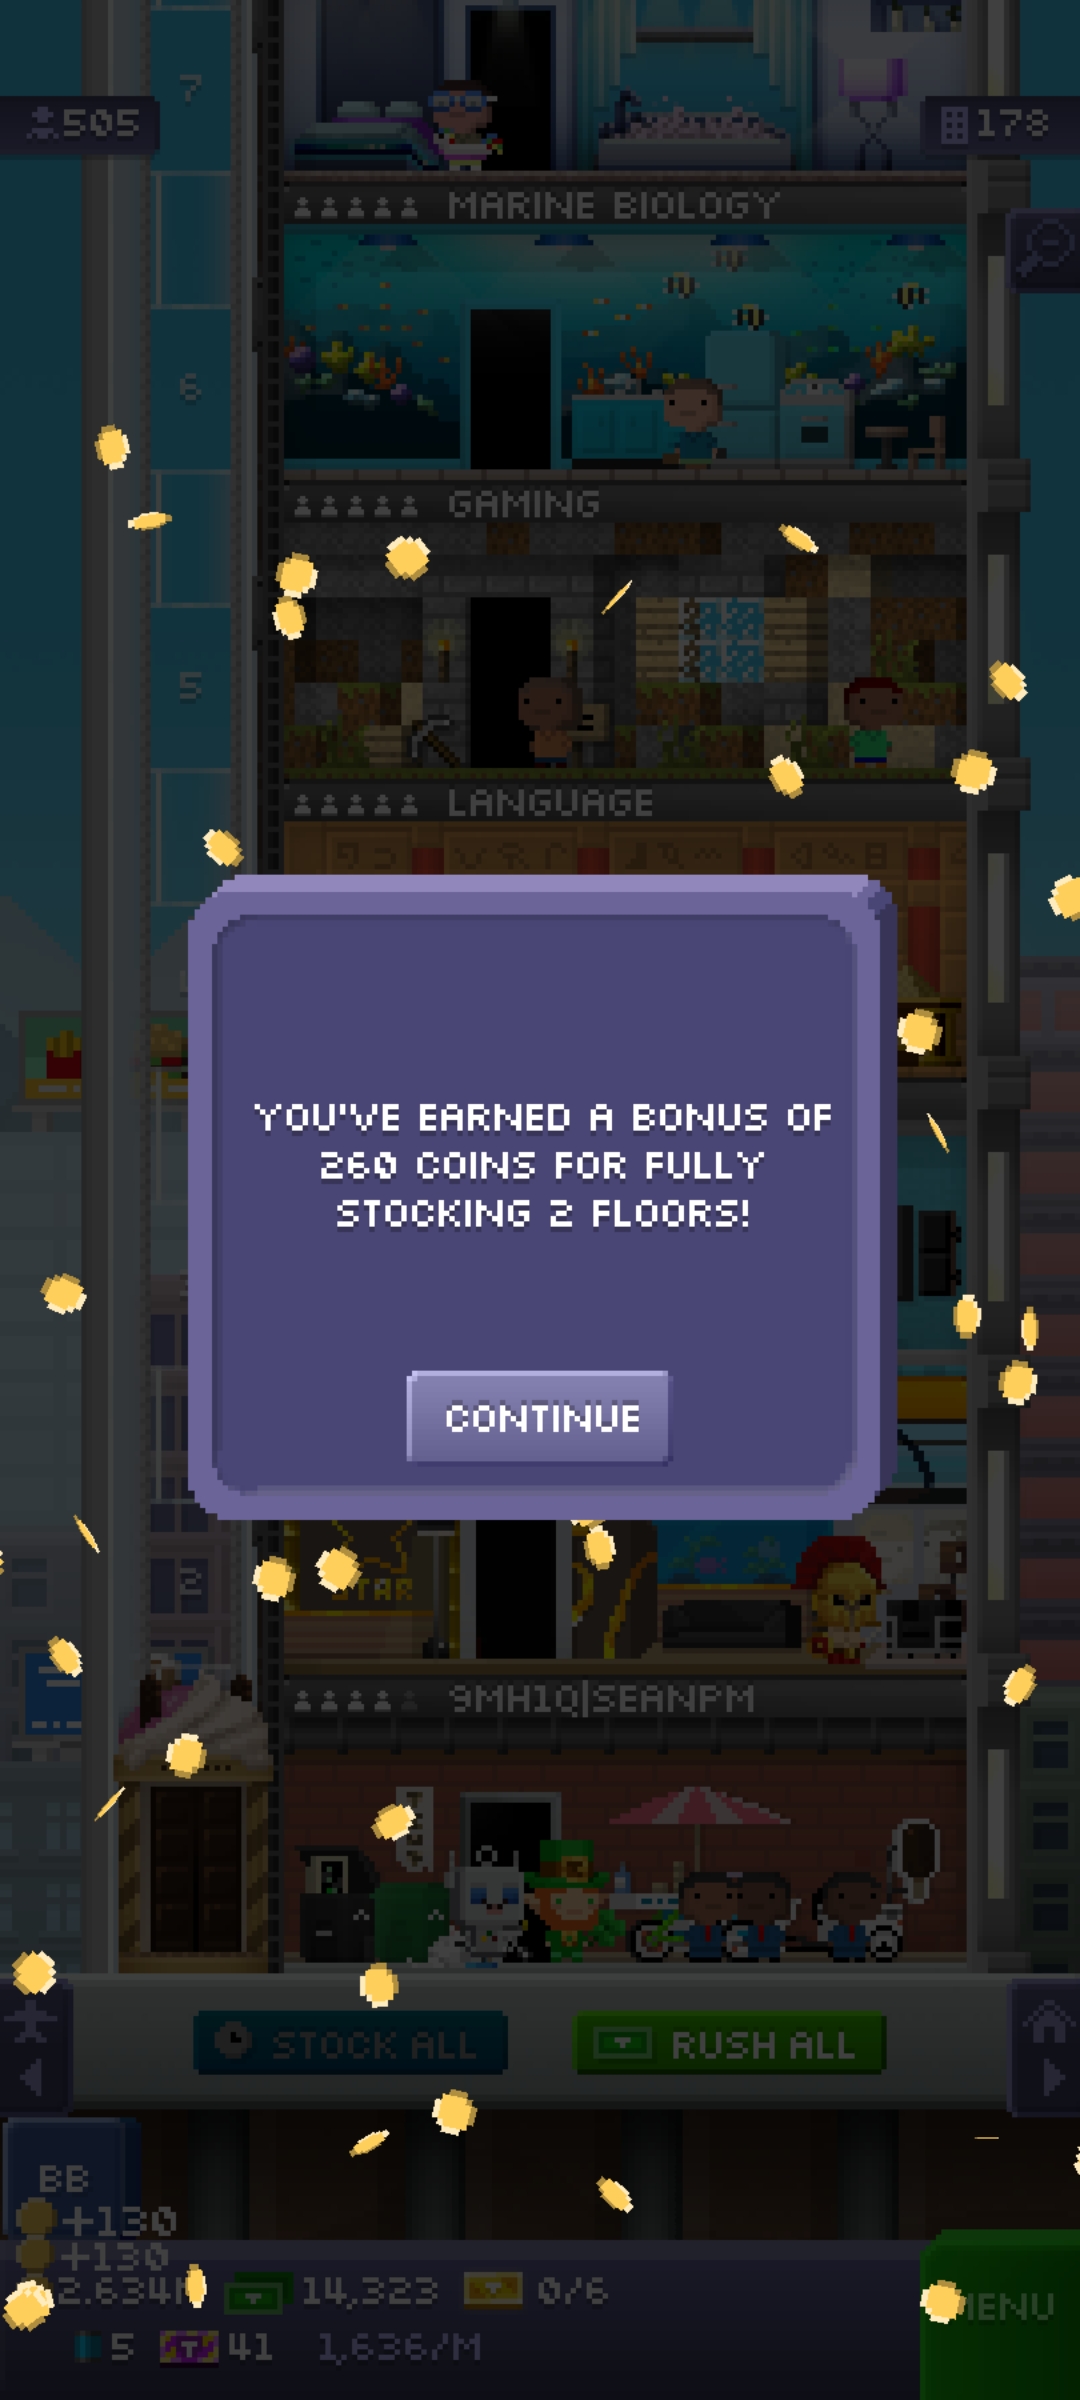 7
505
178
MARINE BIOLOGY
6
GAMING
5
LANGUAGE
YOU'VE EARNED A BONUS OF
260 COINS FOR FULLY
STOCKING 2 FLOORS!
CONTINUE
2
STAR
9MH1Q|SEANPM
STOCK ALL
RUSH ALL
BB
+130
+130
2.634M
14,323
0/6
MENU
5
41
1,636/M